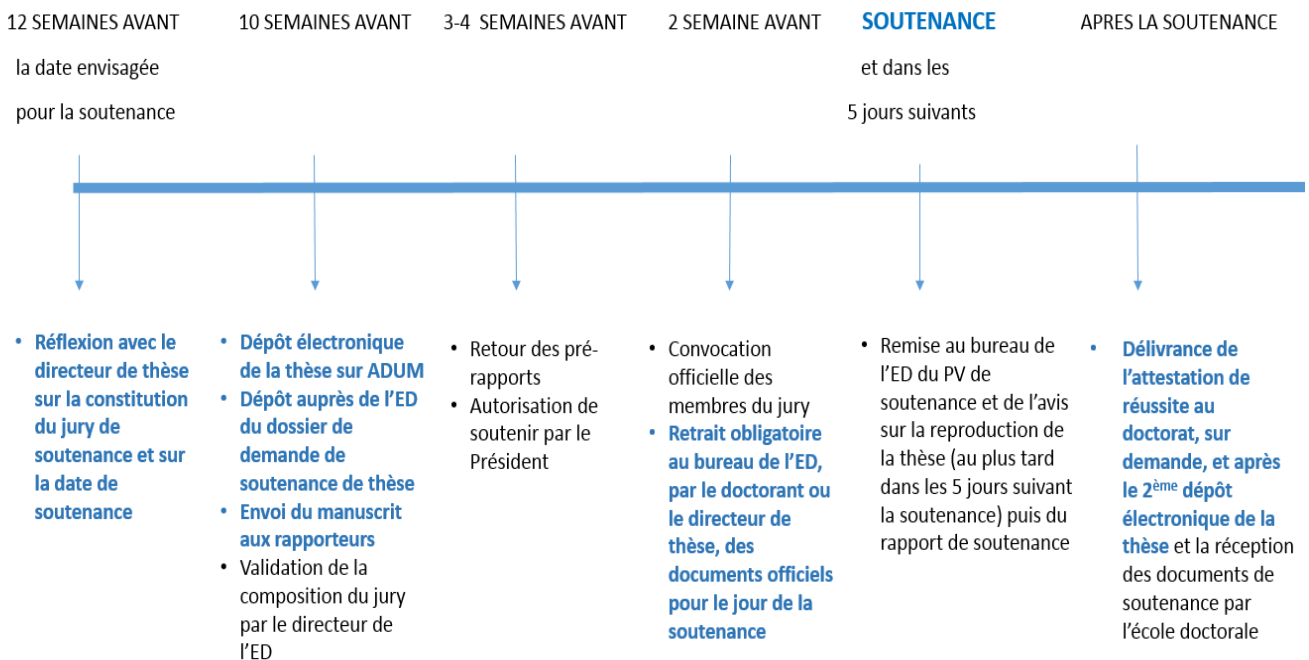 12 SEMAINES AVANT
la date envisagée
pour la soutenance
10 SEMAINES AVANT
3-4 SEMAINES AVANT
2 SEMAINE AVANT
SOUTENANCE
et dans les
5 jours suivants
APRES LA SOUTENANCE
• Réflexion avec le
directeur de thèse
sur la constitution
du jury de
soutenance et sur
la date de
soutenance
• Dépôt électronique
de la thèse sur ADUM
• Dépôt auprès de l’ED
du dossier de
demande de
soutenance de thèse
• Envoi du manuscrit
aux rapporteurs
• Validation de la
composition du jury
par le directeur de
l’ED
• Retour des pré-
rapports
• Autorisation de
soutenir par le
Président
• Convocation
officielle des
membres du jury
• Retrait obligatoire
au bureau de l’ED,
par le doctorant ou
le directeur de
thèse, des
documents officiels
pour le jour de la
soutenance
• Remise au bureau de
l’ED du PV de
soutenance et de l’avis
sur la reproduction de
la thèse (au plus tard
dans les 5 jours suivant
la soutenance) puis du
rapport de soutenance
• Délivrance de
l’attestation de
réussite au
doctorat, sur
demande, et après
le 2ème dépôt
électronique de la
thèse et la réception
des documents de
soutenance par
l’école doctorale